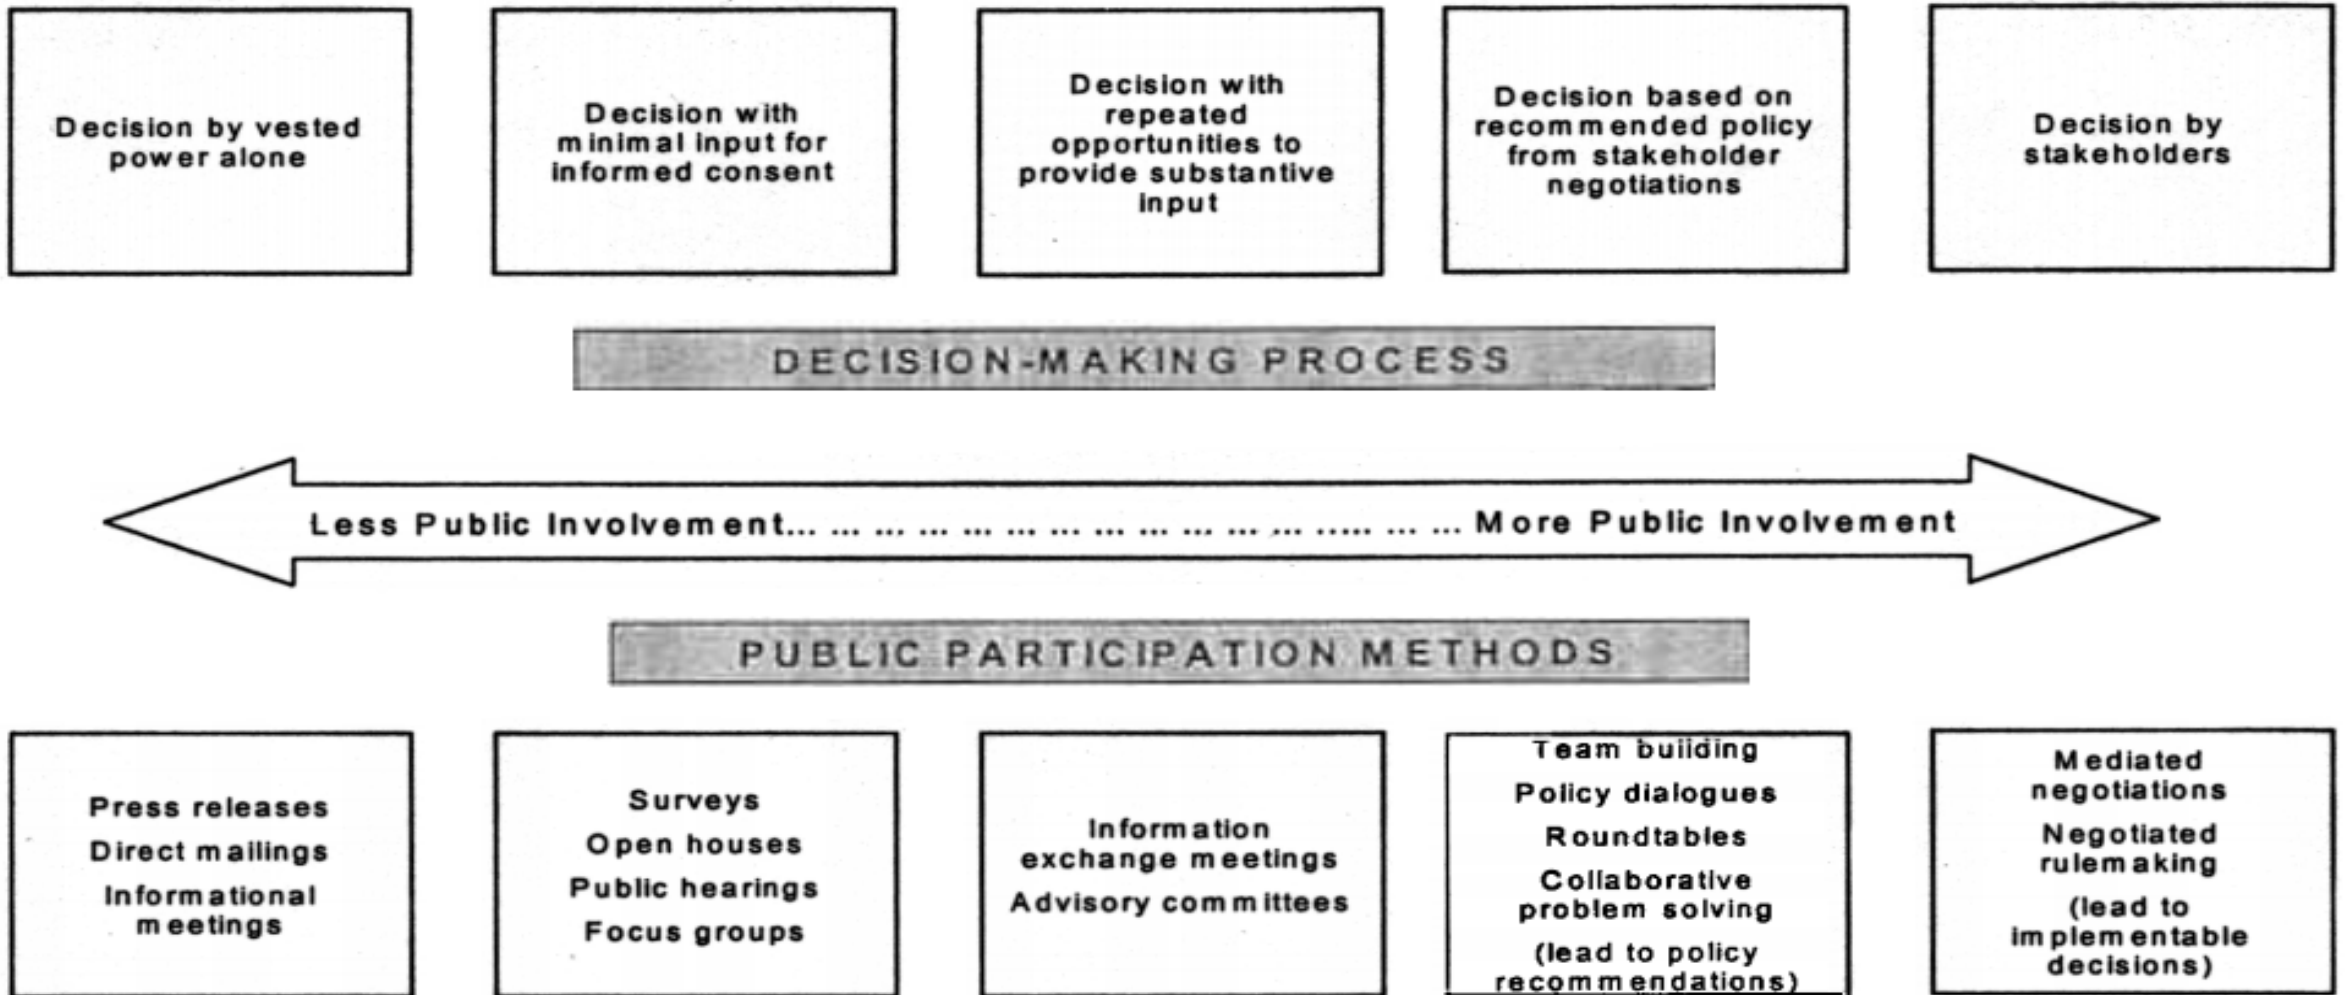 Decision by vested
power alone
Decision with
minimal input for
informed consent
Decision with
repeated
opportunities to
provide substantive
input
Decision based on
recommended policy
from stakeholder
negotiations
Decision by
stakeholders
DECISION-MAKING PROCESS
Less Public Involvement... ... ... ... ... ... ... ... ... ... ... ... ..... ... ... More Public Involvement
PUBLIC PARTICIPATION METHODS
Press releases
Direct mailings
Informational
meetings
Surveys
Open houses
Public hearings
Focus groups
Information
exchange meetings
Advisory committees
Team building
Policy dialogues
Roundtables
Collaborative
problem solving
(lead to policy
recommendations)
Mediated
negotiations
Negotiated
rulemaking
(lead to
implementable
decisions)